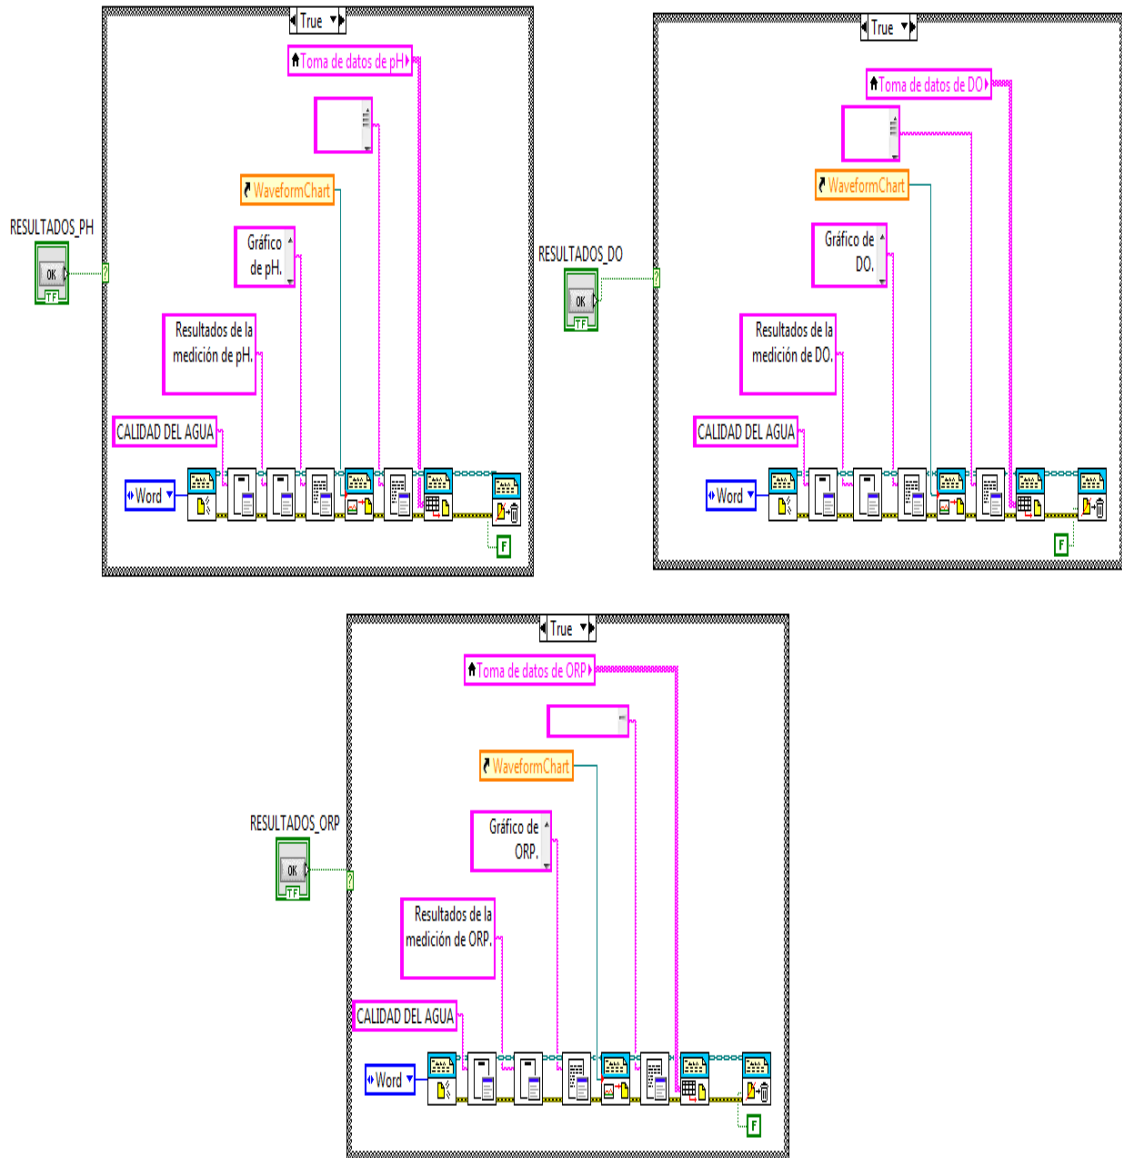 True
Toma de datos de pH
WaveformChart
RESULTADOS_PH
OK
TF
?
Gráfico
de pH.
Resultados de la
medición de pH.
CALIDAD DEL AGUA
Word
F
True
Toma de datos de DO
WaveformChart
RESULTADOS_DO
OK
TF
?
Gráfico de
DO.
Resultados de la
medición de DO.
CALIDAD DEL AGUA
Word
F
True
Toma de datos de ORP
WaveformChart
RESULTADOS_ORP
OK
TF
?
Gráfico de
ORP.
Resultados de la
medición de ORP.
CALIDAD DEL AGUA
Word
F